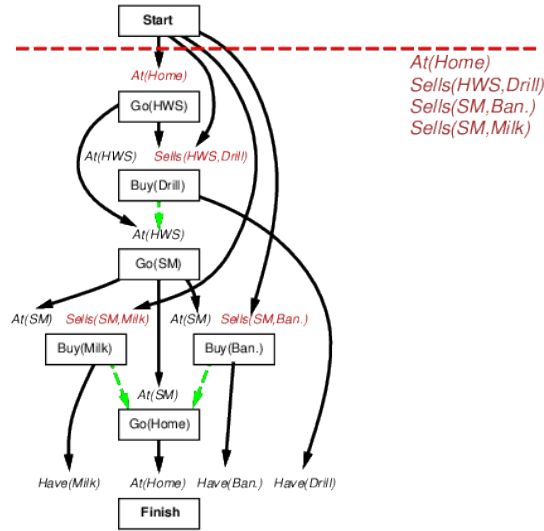 Start
At(Home)
Sells(HWS,Drill)
Sells(SM,Ban.)
Sells(SM,Milk)
At(Home)
Go(HWS)
At(HWS) Sells(HWS,Drill)
Buy(Drill)
At(HWS)
Go(SM)
At(SM) Sells(SM,Milk) At(SM) Sells(SM,Ban.)
Buy(Milk) Buy(Ban.)
At(SM)
Go(Home)
Have(Milk) At(Home) Have(Ban.) Have(Drill)
Finish